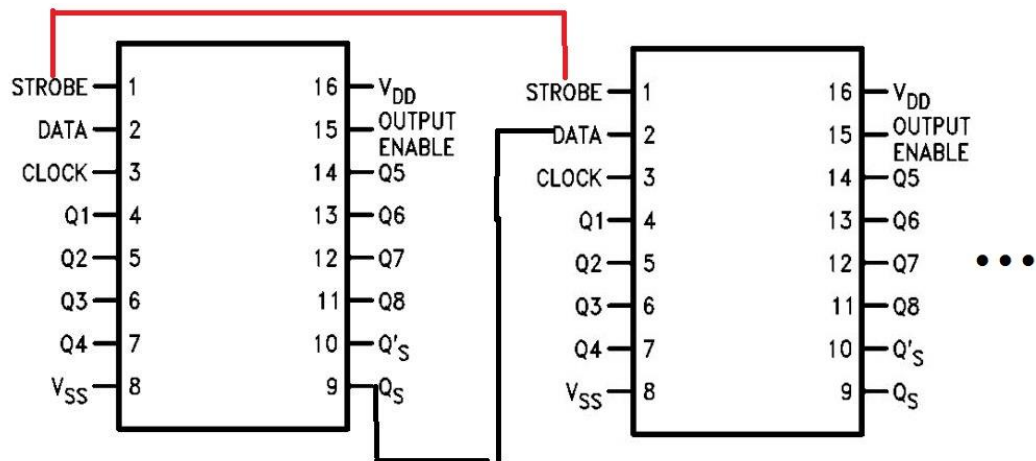 STROBE 1 16 VDD
DATA 2 15 OUTPUT ENABLE
CLOCK 3 14 Q5
Q1 4 13 Q6
Q2 5 12 Q7
Q3 6 11 Q8
Q4 7 10 Q'S
VSS 8 9 QS
STROBE 1 16 VDD
DATA 2 15 OUTPUT ENABLE
CLOCK 3 14 Q5
Q1 4 13 Q6
Q2 5 12 Q7
Q3 6 11 Q8
Q4 7 10 Q'S
VSS 8 9 QS